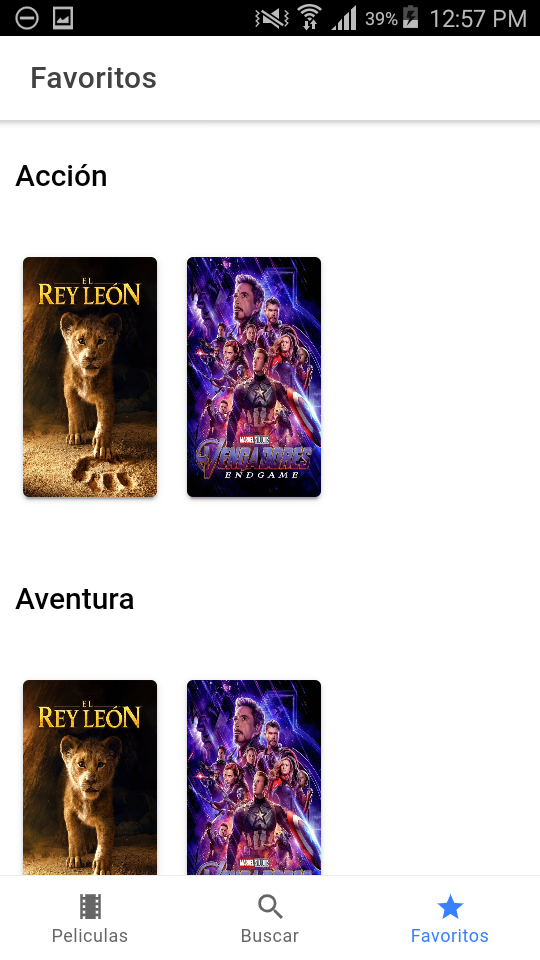 39% 12:57 PM
Favoritos
Acción
EL
REY LEÓN
MARVEL STUDIOS
VENGADORES
ENDGAME
Aventura
EL
REY LEÓN
MARVEL STUDIOS
Peliculas Buscar Favoritos